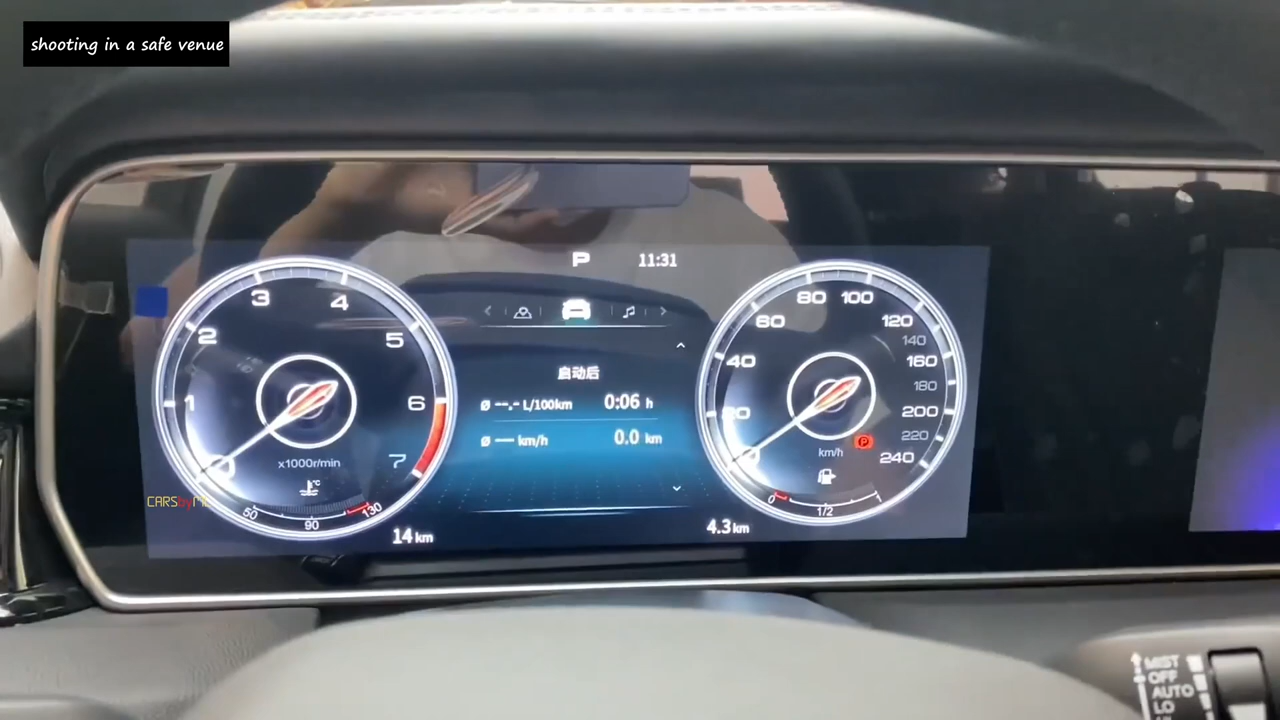 shooting in a safe venue
P 11:31
1 2 3 4 5 6 7
x1000r/min
°C
50 90 130
14 km
启动后
Ø --.- L/100km 0:06 h
Ø --- km/h 0.0 km
20 40 60 80 100 120 140 160 180 200 220 240
km/h
P
0 1/2 1
4.3 km
CARSbyM
MIST
OFF
AUTO
LO